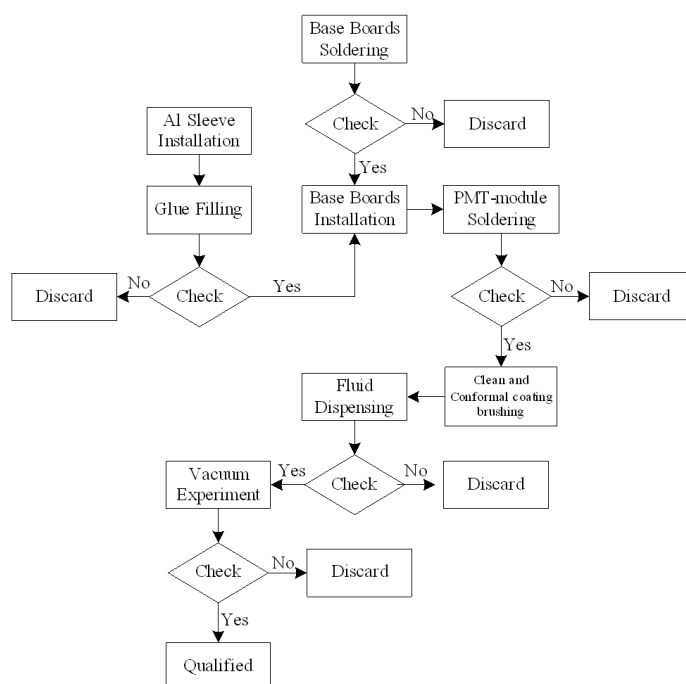 Base Boards
Soldering
Check
No
Discard
Yes
Al Sleeve
Installation
Glue Filling
Check
No
Discard
Yes
Base Boards
Installation
PMT-module
Soldering
Check
No
Discard
Yes
Clean and
Conformal coating
brushing
Fluid
Dispensing
Check
No
Discard
Yes
Vacuum
Experiment
Check
No
Discard
Yes
Qualified